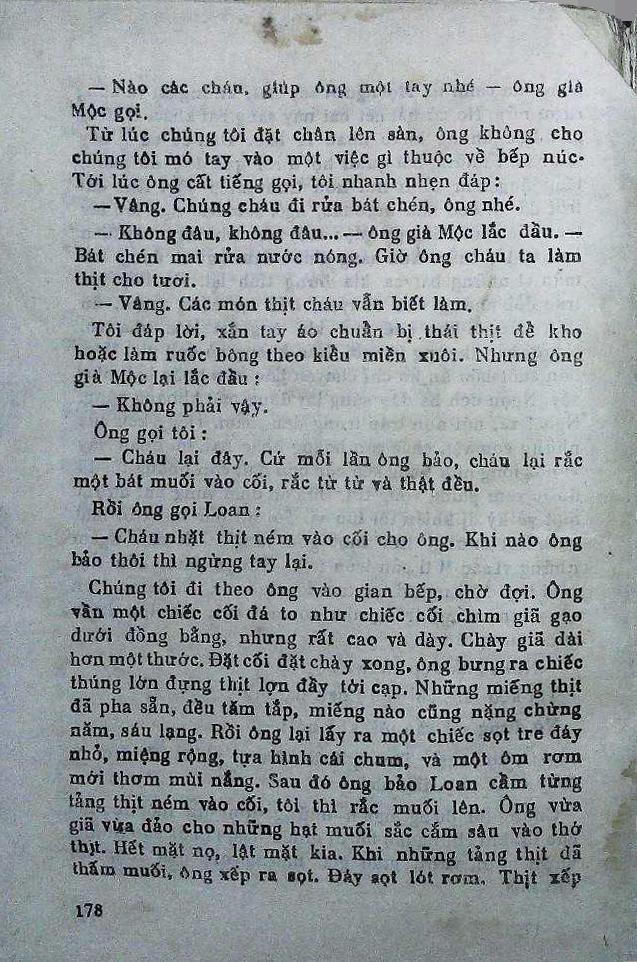 — Nào các cháu, giúp ông một tay nhé — ông già
Mộc gọi.
Từ lúc chúng tôi đặt chân lên sàn, ông không cho
chúng tôi mó tay vào một việc gì thuộc về bếp núc.
Tới lúc ông cất tiếng gọi, tôi nhanh nhẹn đáp:
— Vâng. Chúng cháu đi rửa bát chén, ông nhé.
— Không đâu, không đâu... — ông già Mộc lắc đầu. —
Bát chén mai rửa nước nóng. Giờ ông cháu ta làm
thịt cho tươi.
— Vâng. Các món thịt cháu vẫn biết làm.
Tôi đáp lời, xắn tay áo chuẩn bị thái thịt để kho
hoặc làm ruốc bông theo kiểu miền xuôi. Nhưng ông
già Mộc lại lắc đầu :
— Không phải vậy.
Ông gọi tôi :
— Cháu lại đây. Cứ mỗi lần ông bảo, cháu lại rắc
một bát muối vào cối, rắc từ từ và thật đều.
Rồi ông gọi Loan :
— Cháu nhặt thịt ném vào cối cho ông. Khi nào ông
bảo thôi thì ngừng tay lại.
Chúng tôi đi theo ông vào gian bếp, chờ đợi. Ông
vần một chiếc cối đá to như chiếc cối chìm giã gạo
dưới đồng bằng, nhưng rất cao và dày. Chày giã dài
hơn một thước. Đặt cối đặt chày xong, ông bưng ra chiếc
thúng lớn đựng thịt lợn đầy tới cạp. Những miếng thịt
đã pha sẵn, đều tăm tắp, miếng nào cũng nặng chừng
năm, sáu lạng. Rồi ông lại lấy ra một chiếc sọt tre đáy
nhỏ, miệng rộng, tựa hình cái chum, và một ôm rơm
mới thơm mùi nắng. Sau đó ông bảo Loan cầm từng
tảng thịt ném vào cối, tôi thì rắc muối lên. Ông vừa
giã vừa đảo cho những hạt muối sắc cắm sâu vào thớ
thịt. Hết mặt nọ, lật mặt kia. Khi những tảng thịt đã
thấm muối, ông xếp ra sọt. Đáy sọt lót rơm. Thịt xếp
178